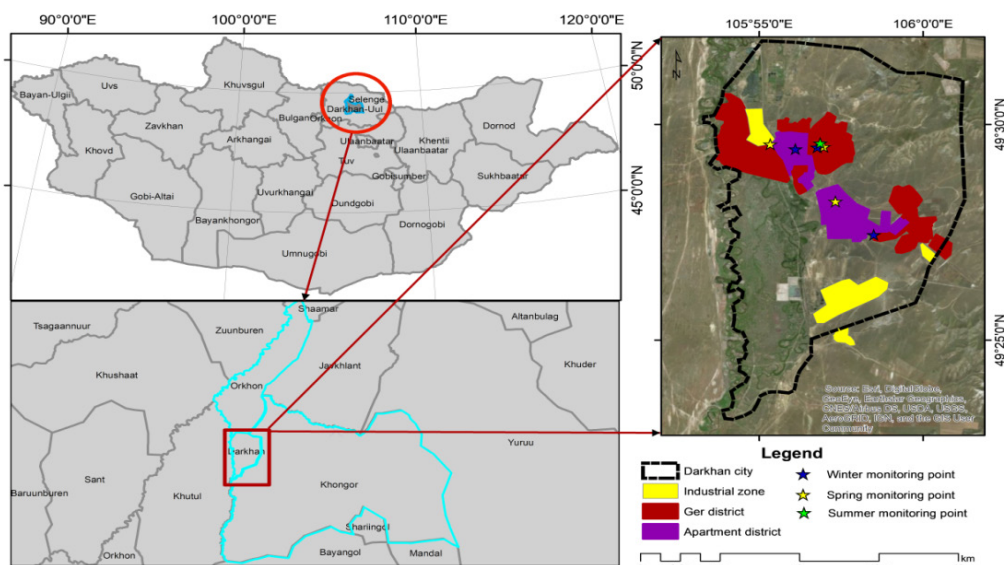 90°0'0"E
100°0'0"E
110°0'0"E
120°0'0"E
50°0'0"N
45°0'0"N
Uvs
Khuvsgul
Bayan-Ulgii
Selenge
Darkhan-Uul
Bulgan
Orkhon
Zavkhan
Arkhangai
Ulaanbaatar
Khentii
Dornod
Ulaanbaatar
Khovd
Tuv
Gobisumber
Sukhbaatar
Gobi-Altai
Uvurkhangai
Dundgobi
Bayankhongor
Dornogobi
Umnugobi
Shaamar
Tsagaannuur
Zuunburen
Altanbulag
Javkhlant
Khuder
Khushaat
Orkhon
Darkhan
Yuruu
Sant
Khongor
Baruunburen
Khutul
Shariingol
Orkhon
Bayangol
Mandal
105°55'0"E
106°0'0"E
N
49°30'0"N
49°25'0"N
Source: Esri, DigitalGlobe,
GeoEye, Earthstar Geographics,
CNES/Airbus DS, USDA, USGS,
AeroGRID, IGN, and the GIS User
Community
Legend
Darkhan city
Industrial zone
Ger district
Apartment district
Winter monitoring point
Spring monitoring point
Summer monitoring point
km